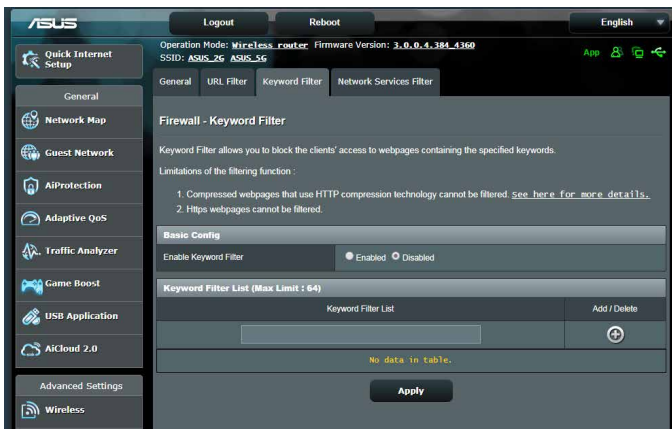 ASUS
Logout
Reboot
English
Quick Internet Setup
Operation Mode: Wireless router Firmware Version: 3.0.0.4.384_4360
SSID: ASUS_2G ASUS_5G
App
General
URL Filter
Keyword Filter
Network Services Filter
General
Network Map
Guest Network
AiProtection
Adaptive QoS
Traffic Analyzer
Game Boost
USB Application
AiCloud 2.0
Advanced Settings
Wireless
Firewall - Keyword Filter
Keyword Filter allows you to block the clients' access to webpages containing the specified keywords.
Limitations of the filtering function :
1. Compressed webpages that use HTTP compression technology cannot be filtered. See here for more details.
2. Https webpages cannot be filtered.
Basic Config
Enable Keyword Filter
Enabled Disabled
Keyword Filter List (Max Limit : 64)
Keyword Filter List
Add / Delete
No data in table.
Apply